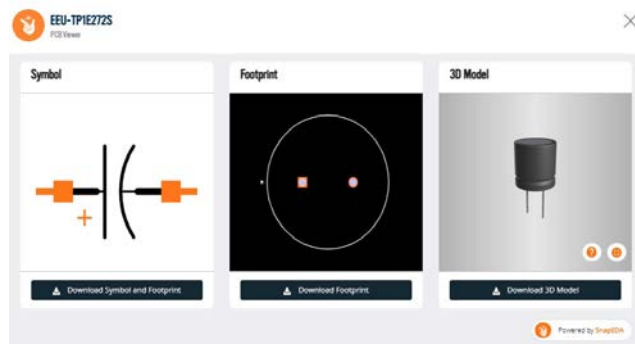 EEU-TP1E272S
PCB Viewer
Symbol
Footprint
3D Model
+
?
Download Symbol and Footprint
Download Footprint
Download 3D Model
Powered by SnapEDA